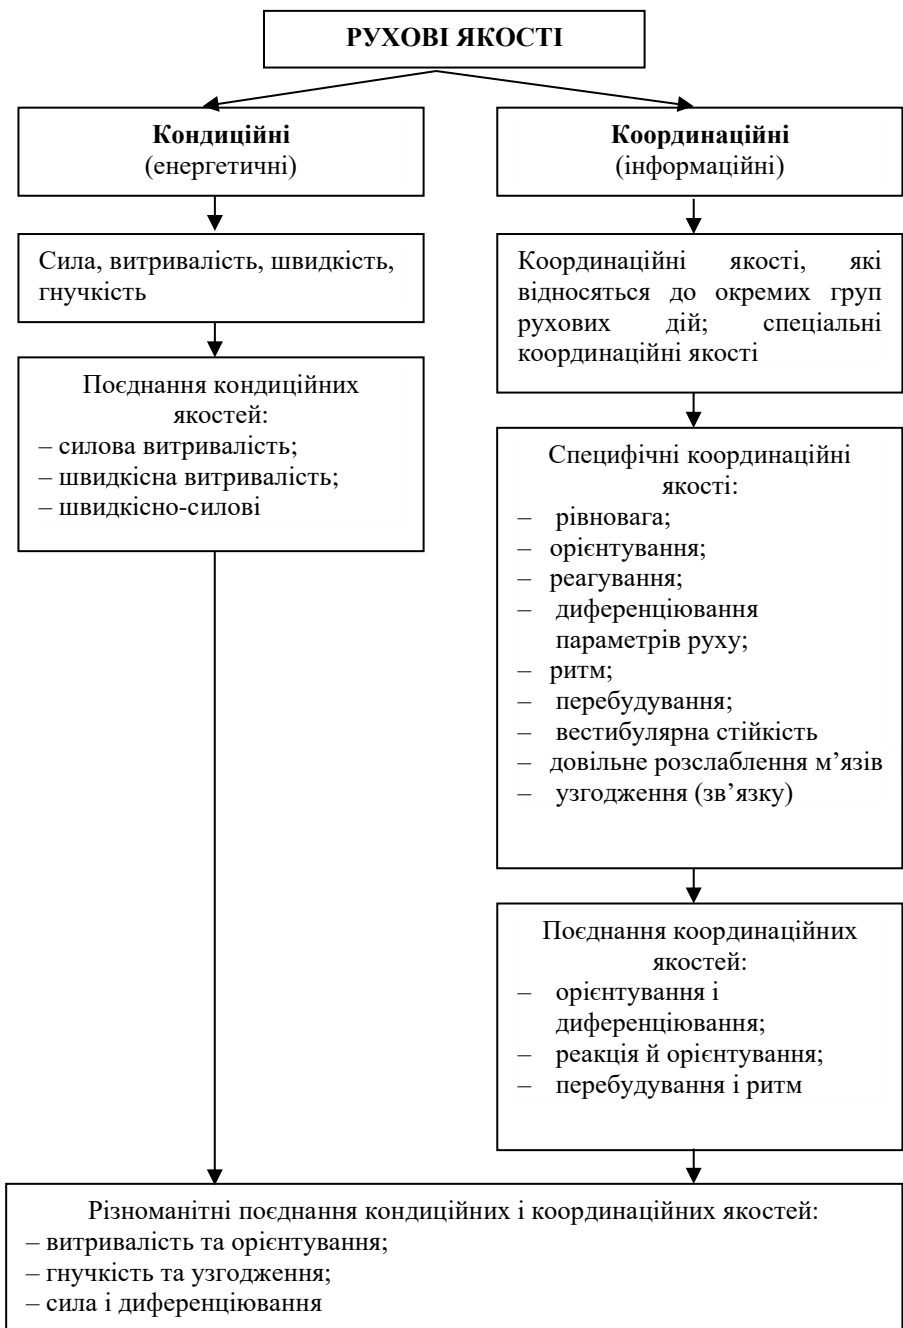 РУХОВІ ЯКОСТІ
Кондиційні
(енергетичні)
Сила, витривалість, швидкість,
гнучкість
Поєднання кондиційних
якостей:
– силова витривалість;
– швидкісна витривалість;
– швидкісно-силові
Координаційні
(інформаційні)
Координаційні якості, які
відносяться до окремих груп
рухових дій; спеціальні
координаційні якості
Специфічні координаційні
якості:
– рівновага;
– орієнтування;
– реагування;
– диференціювання
параметрів руху;
– ритм;
– перебудування;
– вестибулярна стійкість
– довільне розслаблення м’язів
– узгодження (зв’язку)
Поєднання координаційних
якостей:
– орієнтування і
диференціювання;
– реакція й орієнтування;
– перебудування і ритм
Різноманітні поєднання кондиційних і координаційних якостей:
– витривалість та орієнтування;
– гнучкість та узгодження;
– сила і диференціювання